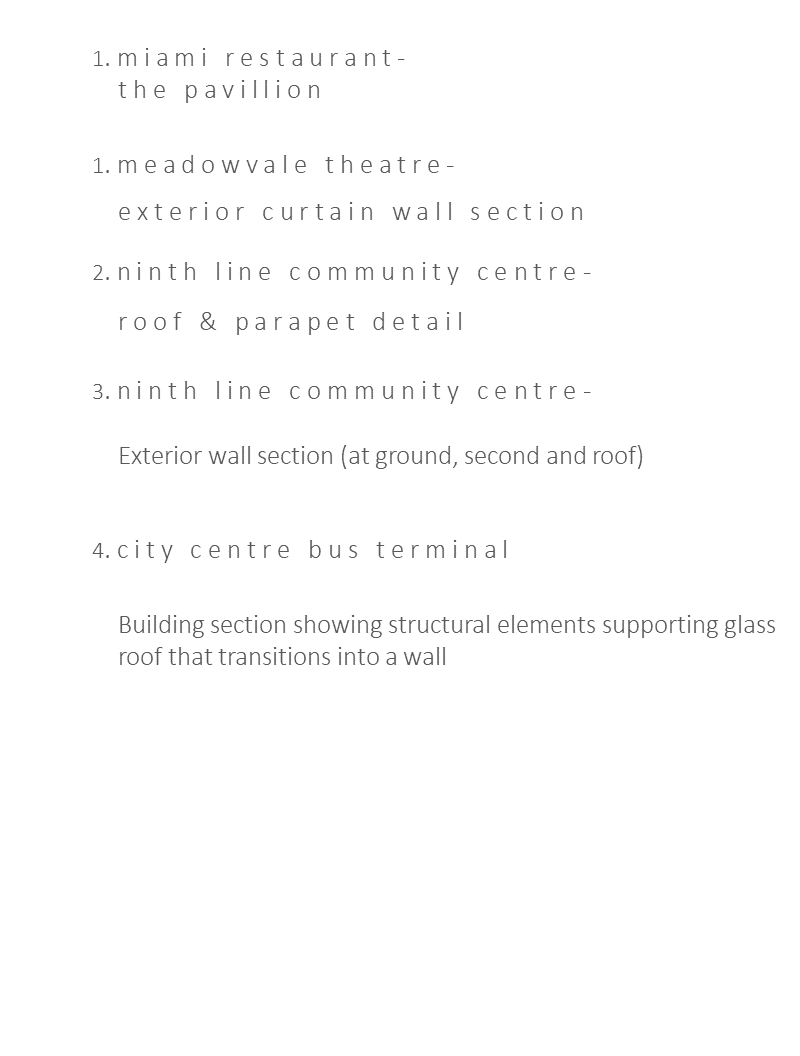 1. miami restaurant-
the pavillion
1. meadowvale theatre-
exterior curtain wall section
2. ninth line community centre-
roof & parapet detail
3. ninth line community centre-
Exterior wall section (at ground, second and roof)
4. city centre bus terminal
Building section showing structural elements supporting glass
roof that transitions into a wall